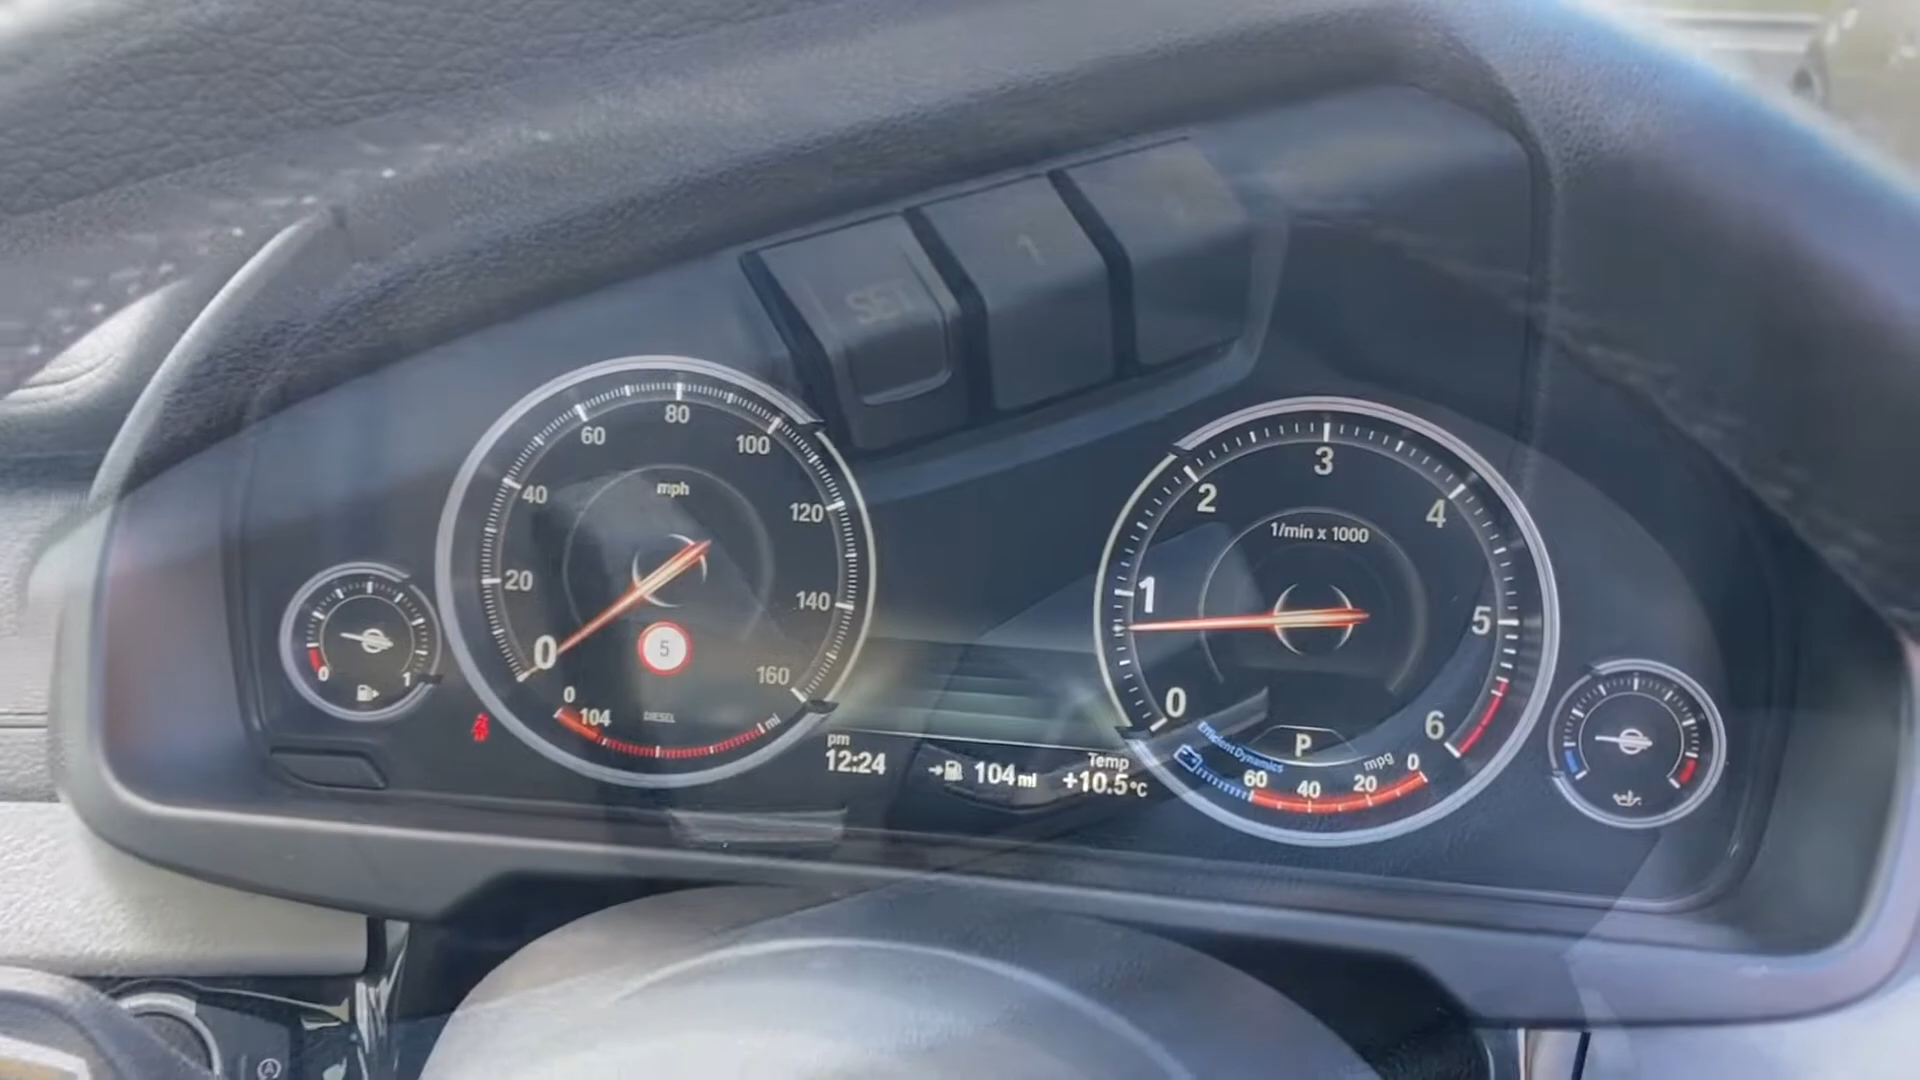 SET
1
80
60
100
40
mph
120
20
140
0
5
160
0
104
DIESEL
mi
0
1
pm
12:24
104 mi
Temp
+10.5°C
3
2
4
1/min x 1000
1
5
0
6
EfficientDynamics
P
mpg
60
40
20
0